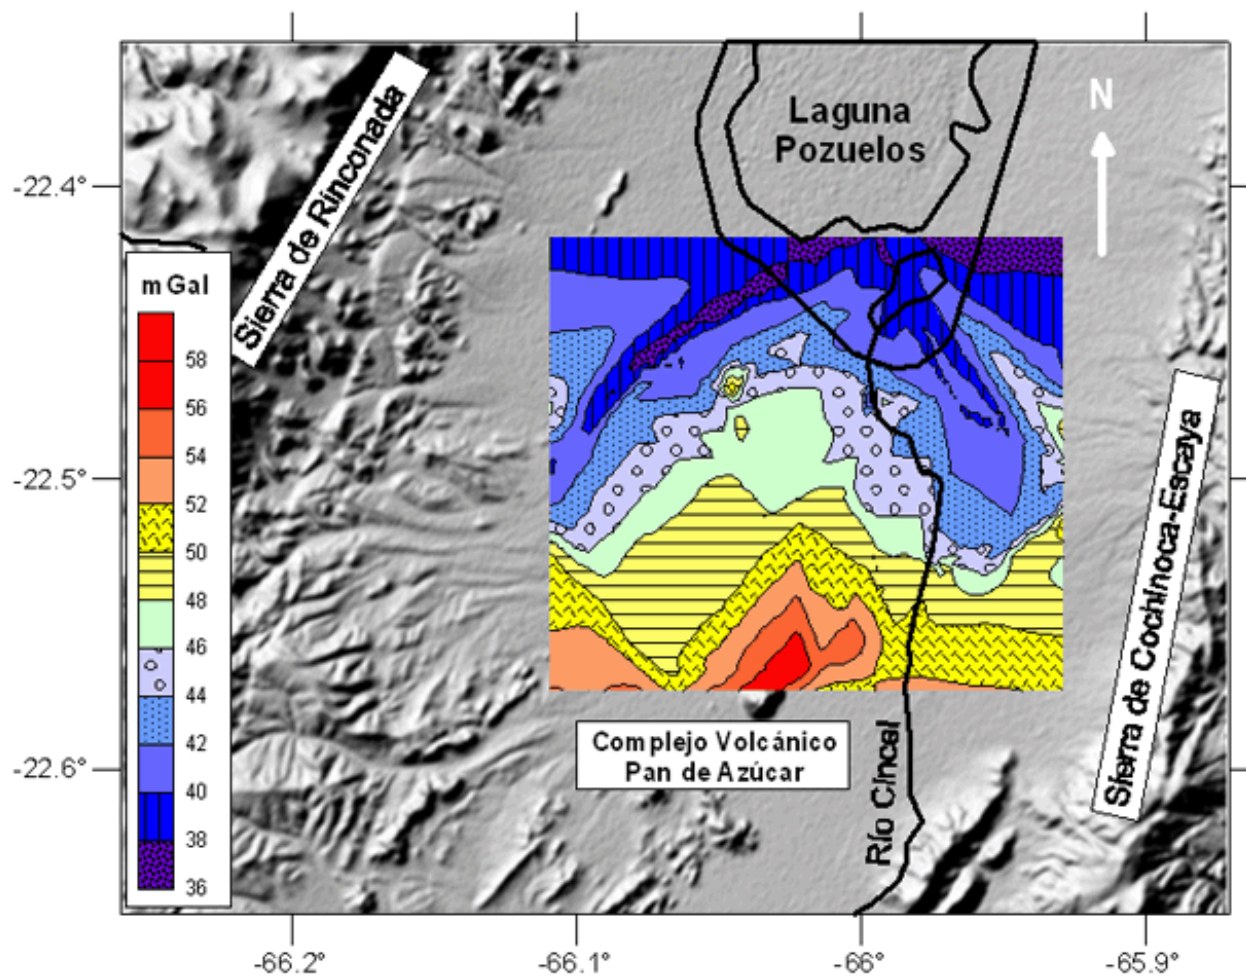 Sierra de Rinconada
Laguna
Pozuelos
N
-22.4°
mGal
58
56
54
52
50
48
46
44
42
40
38
36
-22.5°
Sierra de Cochinoca-Escaya
Complejo Volcánico
Pan de Azúcar
-22.6°
Río Cincel
-66.2°
-66.1°
-66°
-65.9°